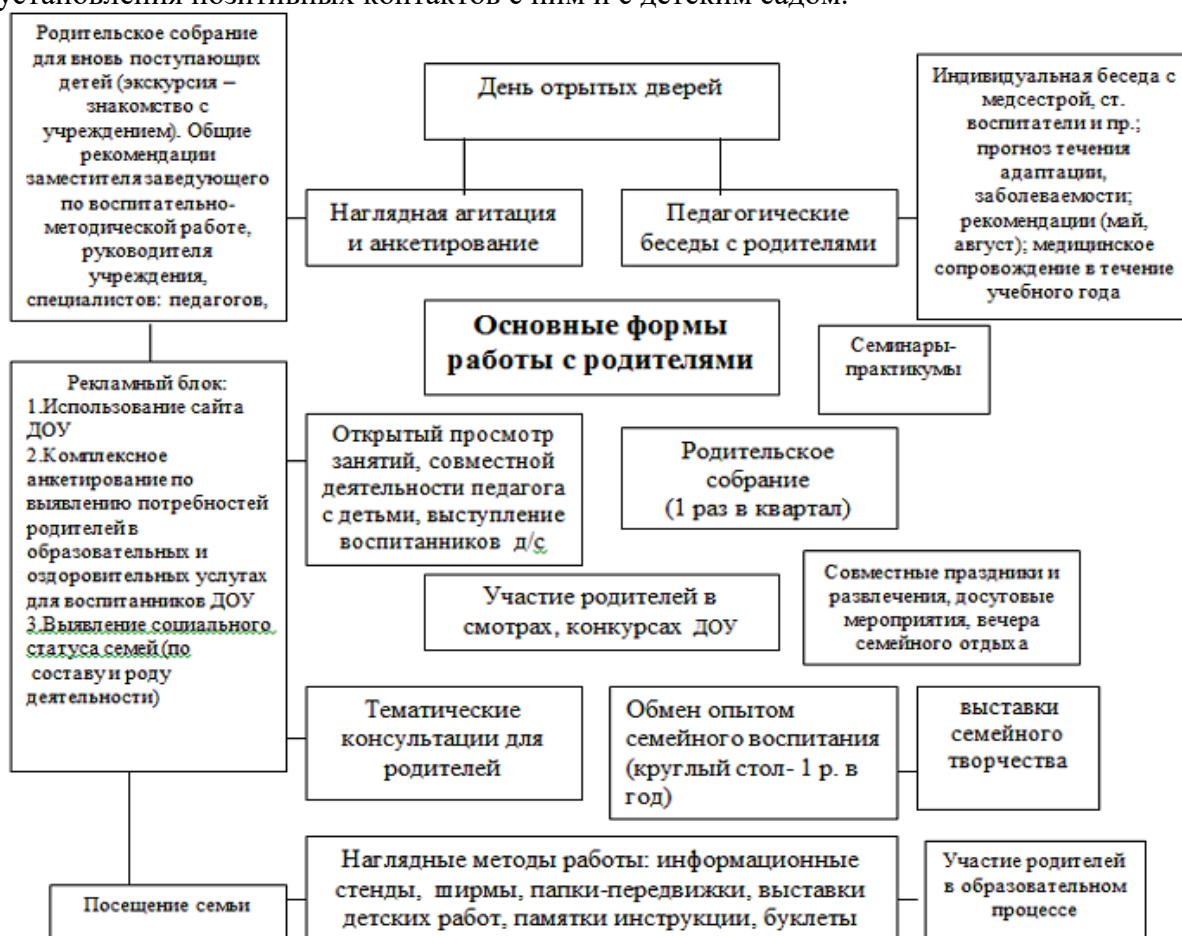 установления позитивных контактов с ним и с детским садом.
Родительское собрание
для вновь поступающих
детей (экскурсия –
знакомство с
учреждением). Общие
рекомендации
заместителя заведующего
по воспитательно-
методической работе,
руководителя
учреждения,
специалистов: педагогов,
День отрытых дверей
Индивидуальная беседа с
медсестрой, ст.
воспитатели и пр.;
прогноз течения
адаптации,
заболеваемости;
рекомендации (май,
август); медицинское
сопровождение в течение
учебного года
Наглядная агитация
и анкетирование
Педагогические
беседы с родителями
Основные формы
работы с родителями
Семинары-
практикумы
Рекламный блок:
1.Использование сайта
ДОУ
2.Комплексное
анкетирование по
выявлению потребностей
родителей в
образовательных и
оздоровительных услугах
для воспитанников ДОУ
3.Выявление социального
статуса семей (по
составу и роду
деятельности)
Открытый просмотр
занятий, совместной
деятельности педагога
с детьми, выступление
воспитанников д/с
Родительское
собрание
(1 раз в квартал)
Участие родителей в
смотрах, конкурсах ДОУ
Совместные праздники и
развлечения, досуговые
мероприятия, вечера
семейного отдыха
Тематические
консультации для
родителей
Обмен опытом
семейного воспитания
(круглый стол- 1 р. в
год)
выставки
семейного
творчества
Посещение семьи
Наглядные методы работы: информационные
стенды, ширмы, папки-передвижки, выставки
детских работ, памятки инструкции, буклеты
Участие родителей
в образовательном
процессе